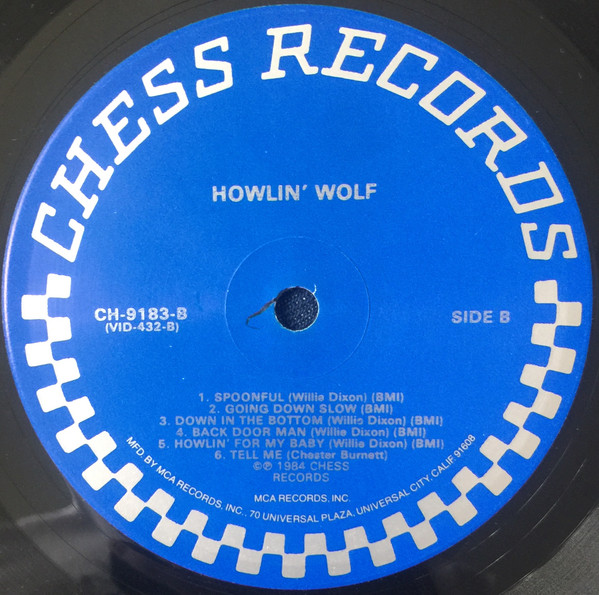 CHESS RECORDS
HOWLIN' WOLF
CH-9183-B
(VID-432-B)
SIDE B
1. SPOONFUL (Willie Dixon) (BMI)
2. GOING DOWN SLOW (BMI)
3. DOWN IN THE BOTTOM (Willie Dixon) (BMI)
4. BACK DOOR MAN (Willie Dixon) (BMI)
5. HOWLIN' FOR MY BABY (Willie Dixon) (BMI)
6. TELL ME (Chester Burnett)
©℗ 1984 CHESS
RECORDS
MCA RECORDS, INC.
MFD BY MCA RECORDS, INC., 70 UNIVERSAL PLAZA, UNIVERSAL CITY, CALIF 91608